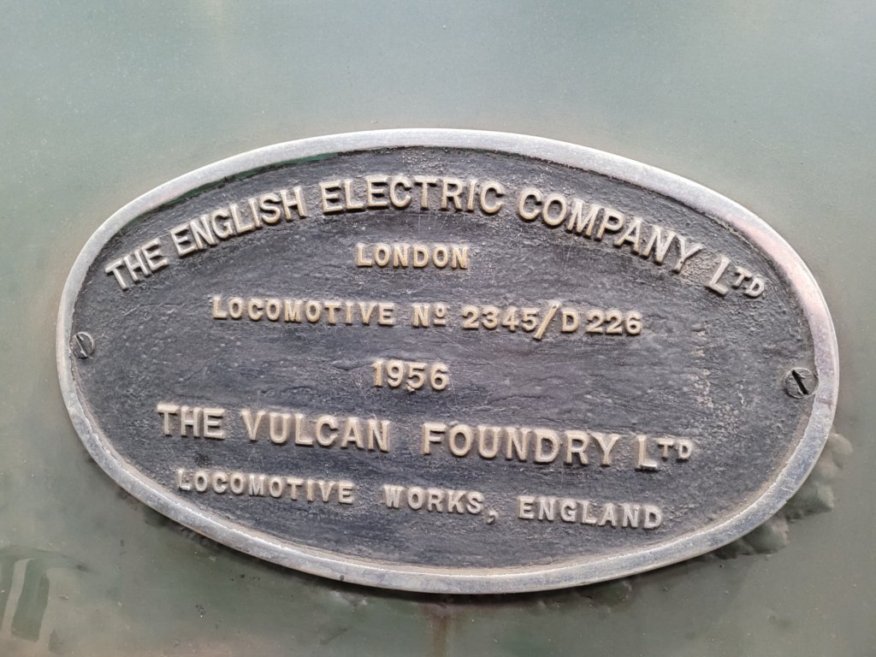 THE ENGLISH ELECTRIC COMPANY LTD
LONDON
LOCOMOTIVE Nº 2345/D226
1956
THE VULCAN FOUNDRY LTD
LOCOMOTIVE WORKS, ENGLAND